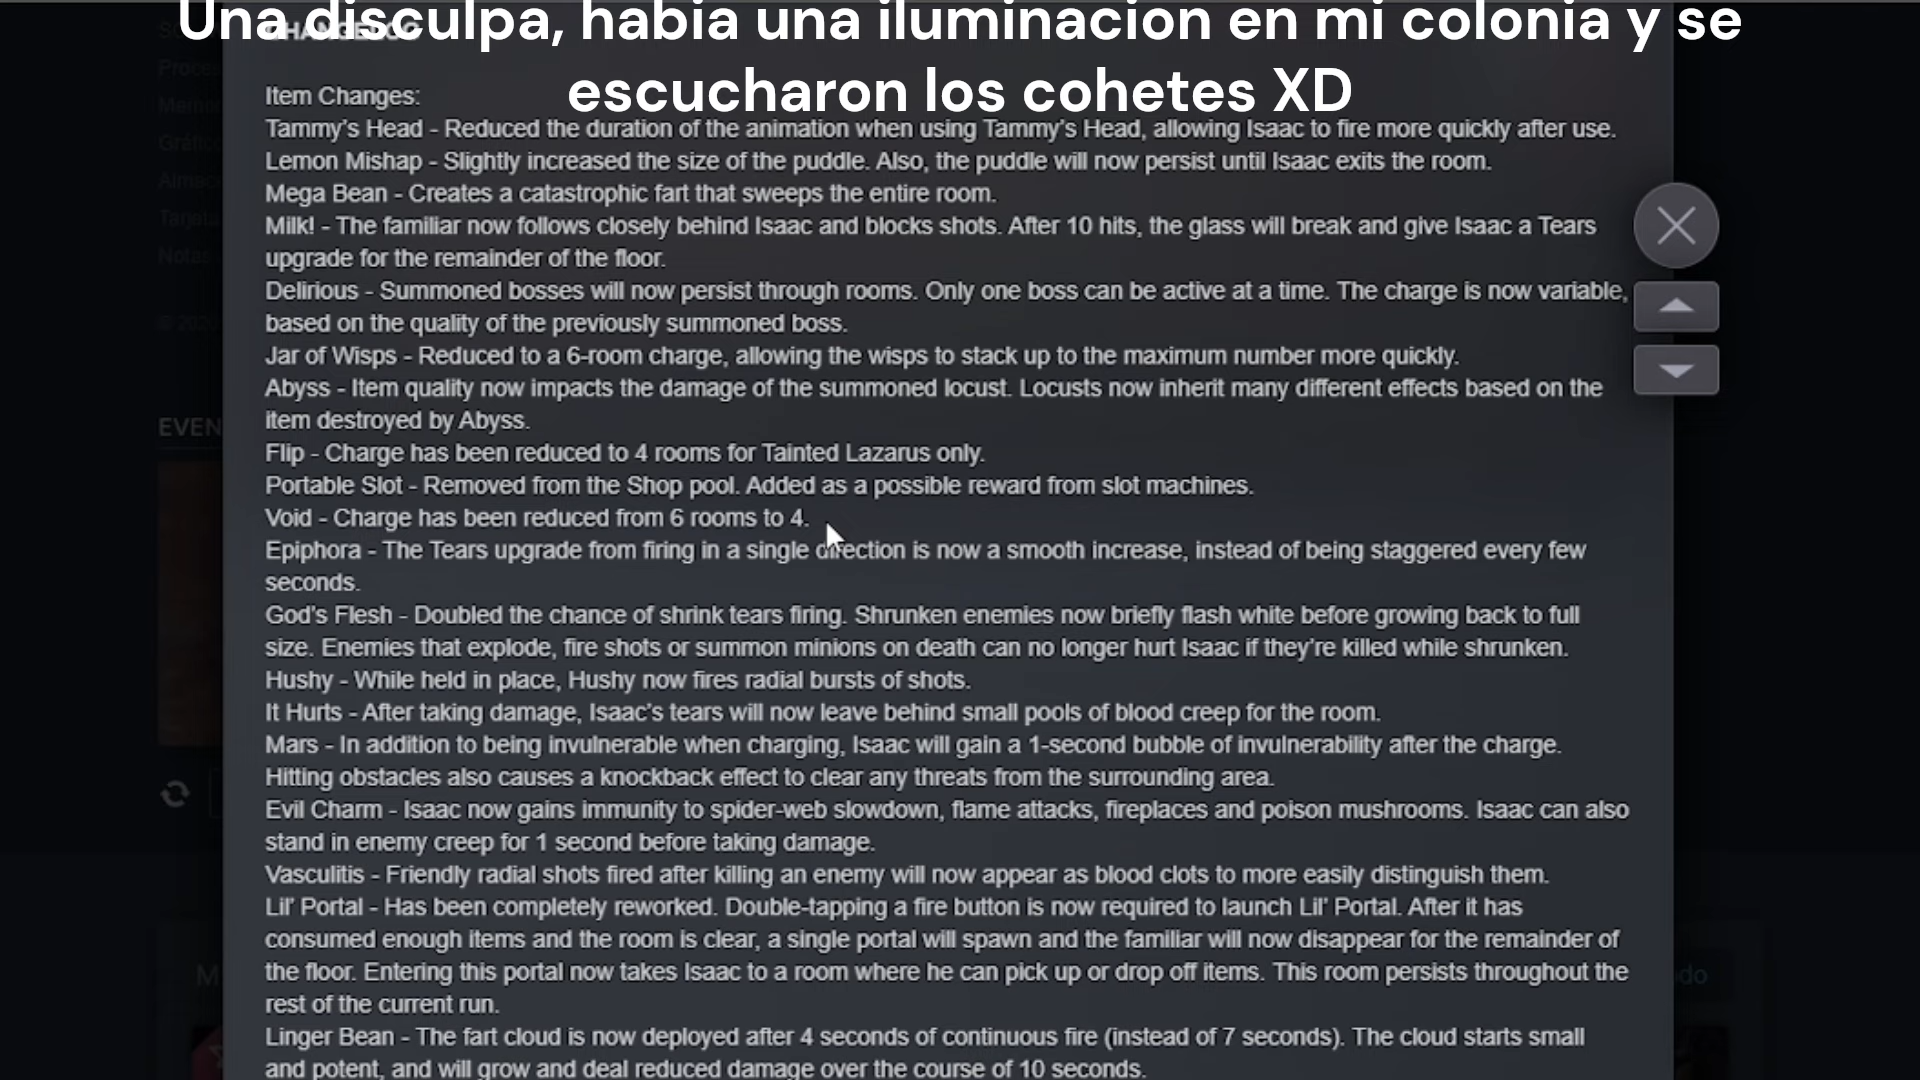 Una disculpa, habia una iluminacion en mi colonia y se
escucharon los cohetes XD
CHANGELOG
Item Changes:
Tammy's Head - Reduced the duration of the animation when using Tammy's Head, allowing Isaac to fire more quickly after use.
Lemon Mishap - Slightly increased the size of the puddle. Also, the puddle will now persist until Isaac exits the room.
Mega Bean - Creates a catastrophic fart that sweeps the entire room.
Milk! - The familiar now follows closely behind Isaac and blocks shots. After 10 hits, the glass will break and give Isaac a Tears
upgrade for the remainder of the floor.
Delirious - Summoned bosses will now persist through rooms. Only one boss can be active at a time. The charge is now variable,
based on the quality of the previously summoned boss.
Jar of Wisps - Reduced to a 6-room charge, allowing the wisps to stack up to the maximum number more quickly.
Abyss - Item quality now impacts the damage of the summoned locust. Locusts now inherit many different effects based on the
item destroyed by Abyss.
Flip - Charge has been reduced to 4 rooms for Tainted Lazarus only.
Portable Slot - Removed from the Shop pool. Added as a possible reward from slot machines.
Void - Charge has been reduced from 6 rooms to 4.
Epiphora - The Tears upgrade from firing in a single direction is now a smooth increase, instead of being staggered every few
seconds.
God's Flesh - Doubled the chance of shrink tears firing. Shrunken enemies now briefly flash white before growing back to full
size. Enemies that explode, fire shots or summon minions on death can no longer hurt Isaac if they're killed while shrunken.
Hushy - While held in place, Hushy now fires radial bursts of shots.
It Hurts - After taking damage, Isaac's tears will now leave behind small pools of blood creep for the room.
Mars - In addition to being invulnerable when charging, Isaac will gain a 1-second bubble of invulnerability after the charge.
Hitting obstacles also causes a knockback effect to clear any threats from the surrounding area.
Evil Charm - Isaac now gains immunity to spider-web slowdown, flame attacks, fireplaces and poison mushrooms. Isaac can also
stand in enemy creep for 1 second before taking damage.
Vasculitis - Friendly radial shots fired after killing an enemy will now appear as blood clots to more easily distinguish them.
Lil' Portal - Has been completely reworked. Double-tapping a fire button is now required to launch Lil' Portal. After it has
consumed enough items and the room is clear, a single portal will spawn and the familiar will now disappear for the remainder of
the floor. Entering this portal now takes Isaac to a room where he can pick up or drop off items. This room persists throughout the
rest of the current run.
Linger Bean - The fart cloud is now deployed after 4 seconds of continuous fire (instead of 7 seconds). The cloud starts small
and potent, and will grow and deal reduced damage over the course of 10 seconds.
EVEN